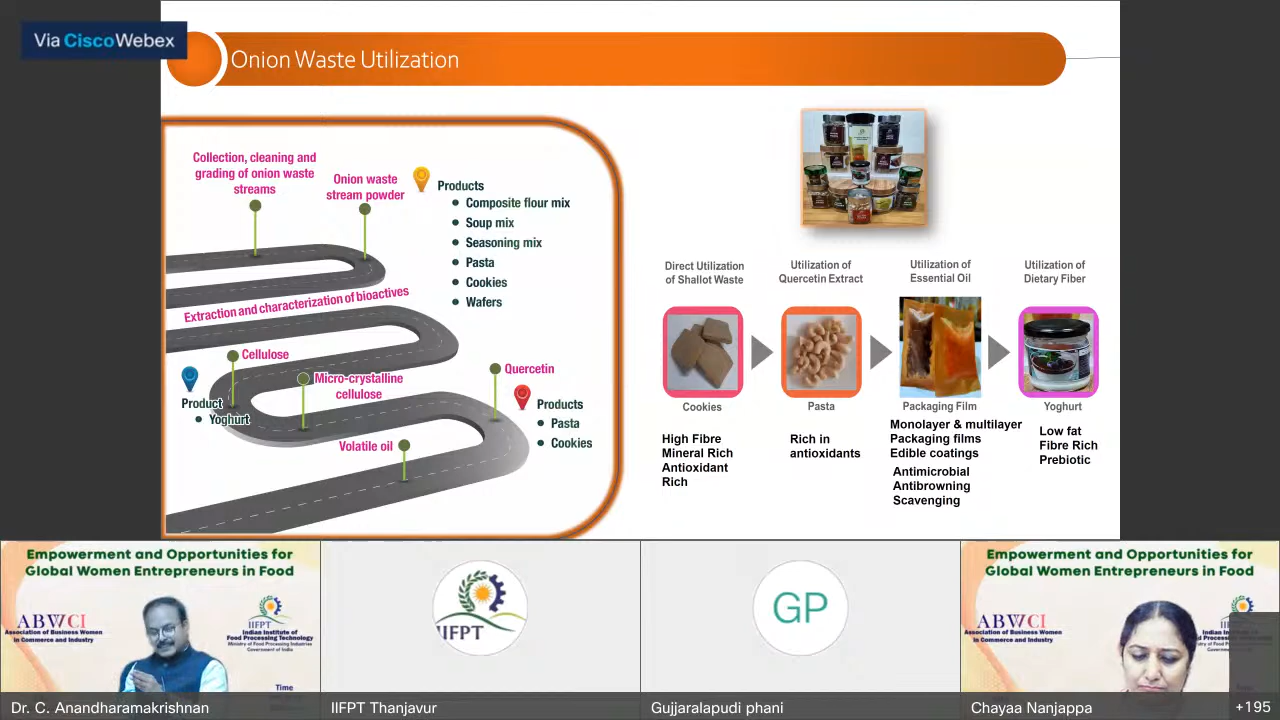 Via Cisco Webex
Onion Waste Utilization
Collection, cleaning and
grading of onion waste
streams
Onion waste
stream powder
Products
• Composite flour mix
• Soup mix
• Seasoning mix
• Pasta
• Cookies
• Wafers
Extraction and characterization of bioactives
Cellulose
Product
• Yoghurt
Micro-crystalline
cellulose
Quercetin
Products
• Pasta
• Cookies
Volatile oil
Direct Utilization
of Shallot Waste
Utilization of
Quercetin Extract
Utilization of
Essential Oil
Utilization of
Dietary Fiber
Cookies
Pasta
Packaging Film
Yoghurt
High Fibre
Mineral Rich
Antioxidant
Rich
Rich in
antioxidants
Monolayer & multilayer
Packaging films
Edible coatings
Antimicrobial
Antibrowning
Scavenging
Low fat
Fibre Rich
Prebiotic
Empowerment and Opportunities for
Global Women Entrepreneurs in Food
ABWCI
Association of Business Women
in Commerce and Industry
IIFPT
Indian Institute of
Food Processing Technology
Ministry of Food Processing Industries
Government of India
Time
Dr. C. Anandharamakrishnan
IIFPT
IIFPT Thanjavur
GP
Gujjaralapudi phani
Empowerment and Opportunities for
Global Women Entrepreneurs in Food
ABWCI
Association of Business Women
in Commerce and Industry
Chayaa Nanjappa
+195